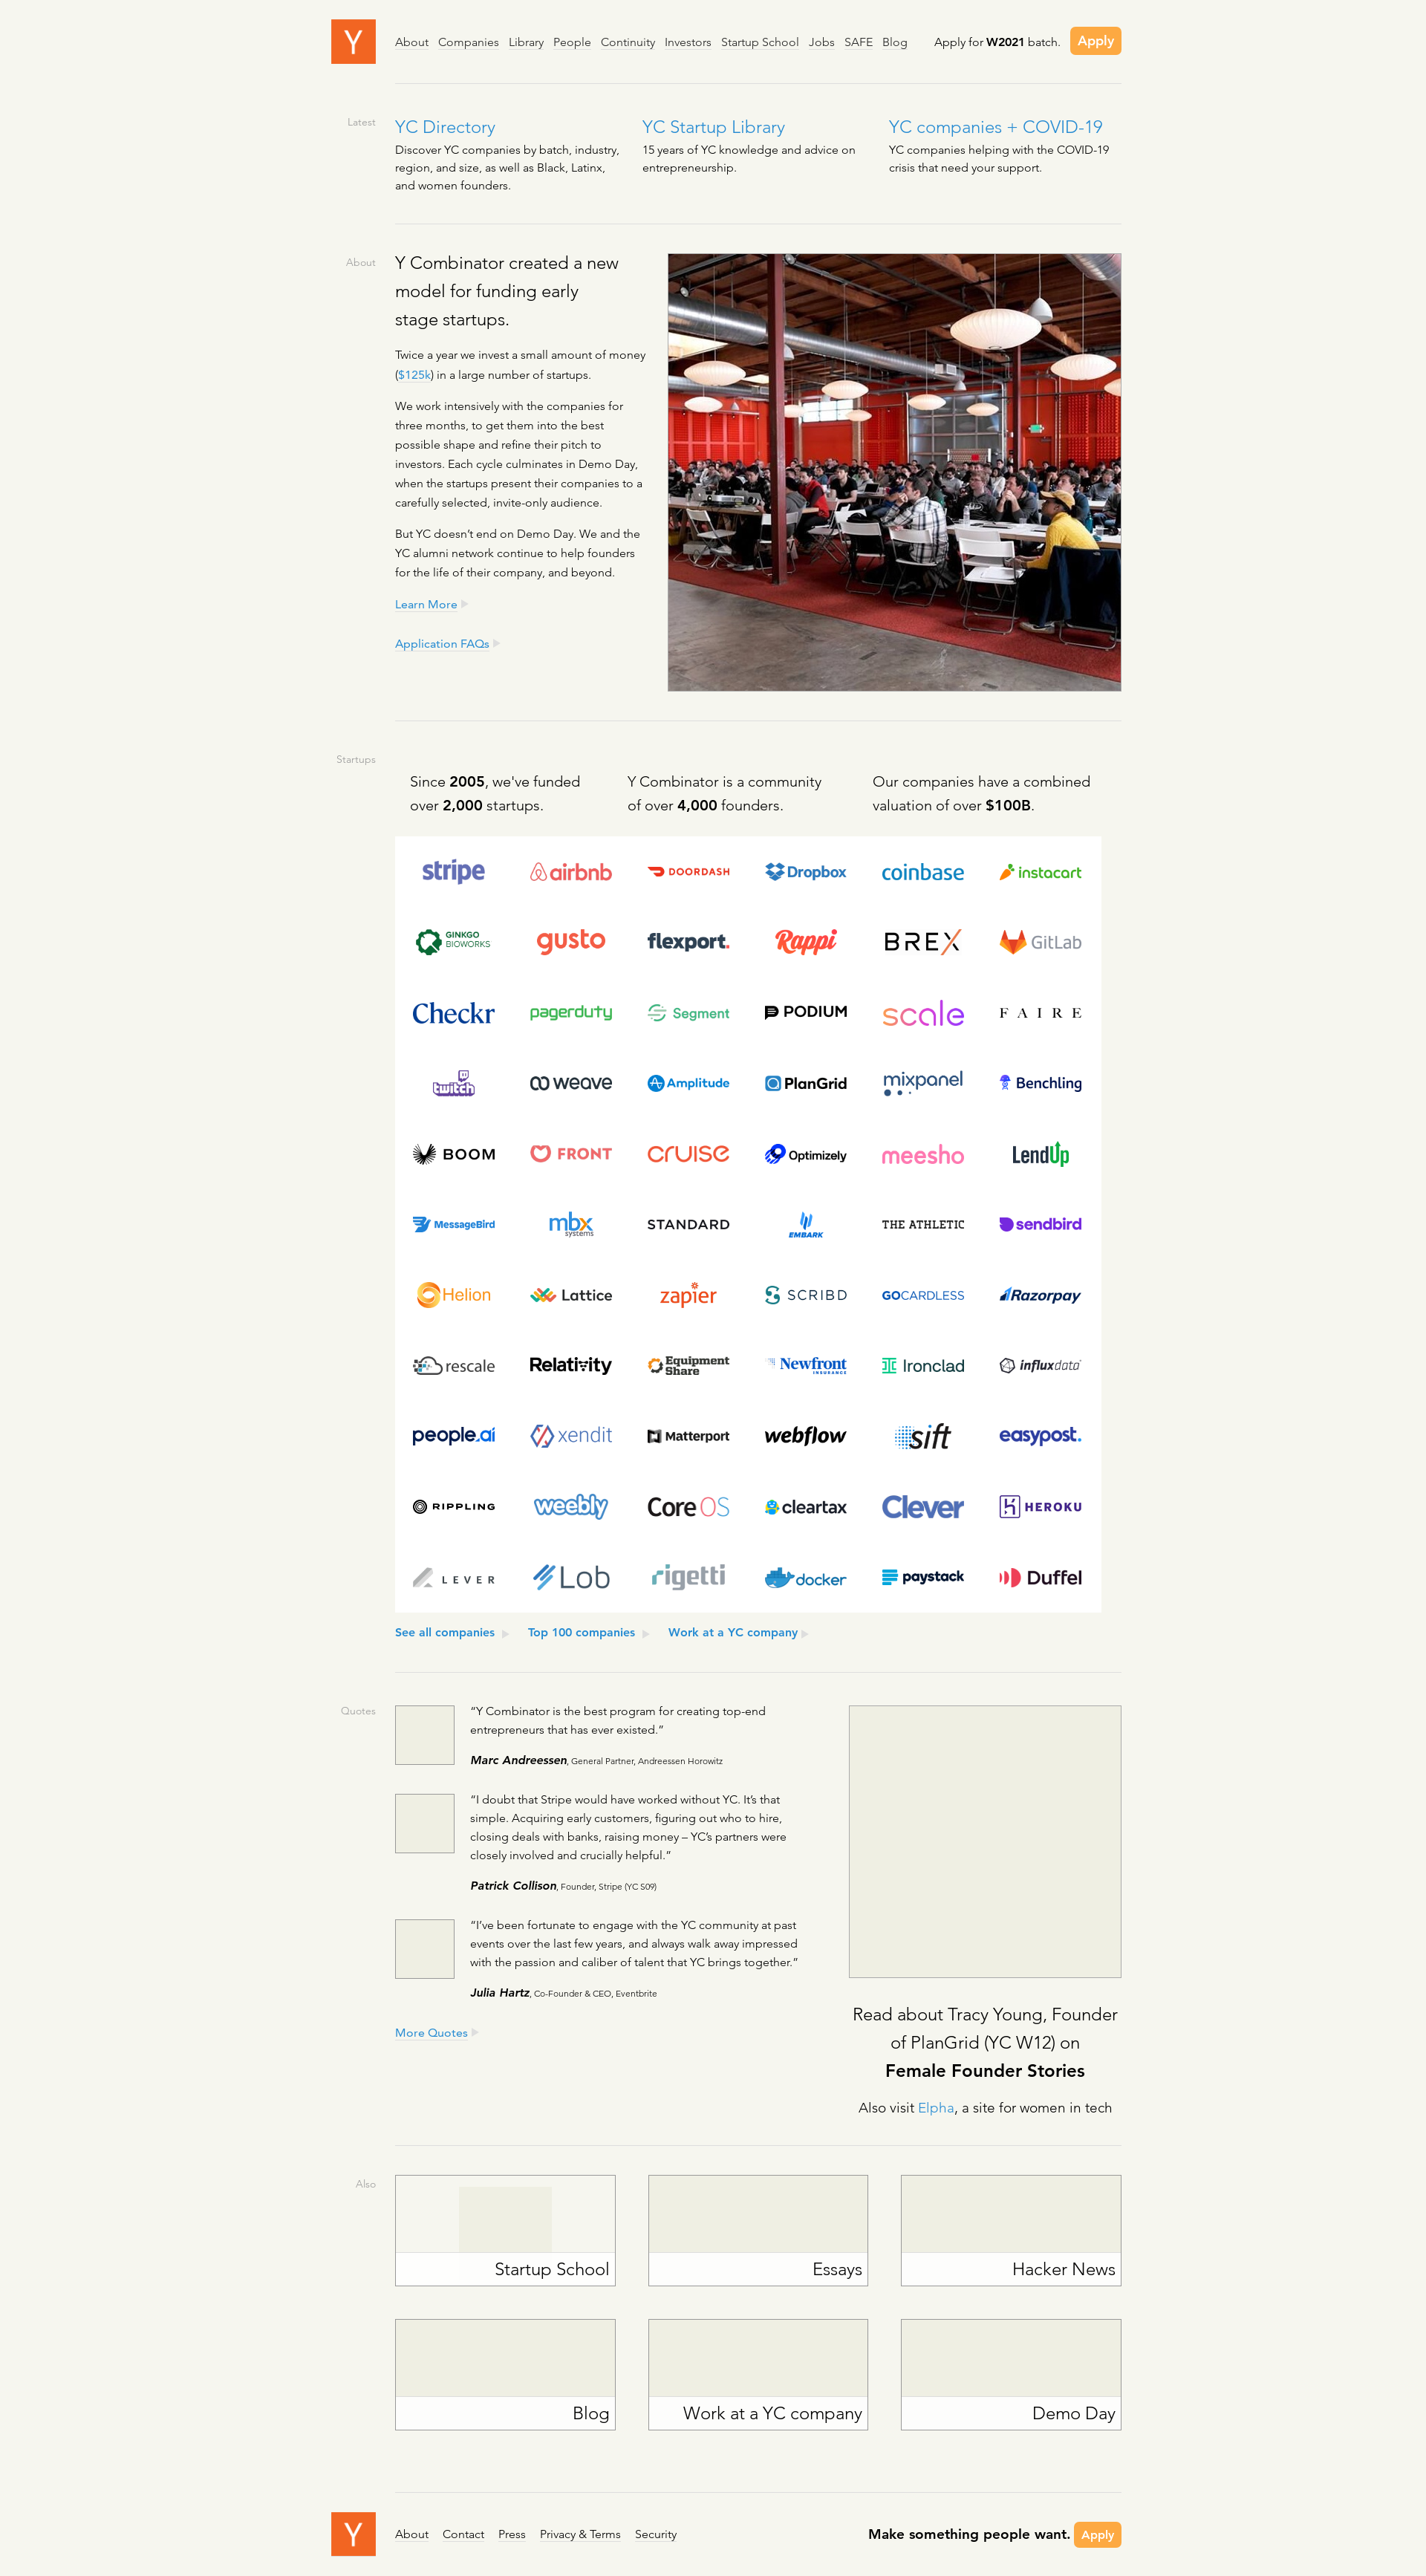 Y
About Companies Library People Continuity Investors Startup School Jobs SAFE Blog Apply for W2021 batch. Apply
Latest
YC Directory
Discover YC companies by batch, industry,
region, and size, as well as Black, Latinx,
and women founders.
YC Startup Library
15 years of YC knowledge and advice on
entrepreneurship.
YC companies + COVID-19
YC companies helping with the COVID-19
crisis that need your support.
About
Y Combinator created a new
model for funding early
stage startups.
Twice a year we invest a small amount of money
($125k) in a large number of startups.
We work intensively with the companies for
three months, to get them into the best
possible shape and refine their pitch to
investors. Each cycle culminates in Demo Day,
when the startups present their companies to a
carefully selected, invite-only audience.
But YC doesn’t end on Demo Day. We and the
YC alumni network continue to help founders
for the life of their company, and beyond.
Learn More
Application FAQs
Startups
Since 2005, we've funded
over 2,000 startups.
Y Combinator is a community
of over 4,000 founders.
Our companies have a combined
valuation of over $100B.
stripe airbnb DOORDASH Dropbox coinbase instacart
GINKGO BIOWORKS gusto flexport. Rappi BREX GitLab
Checkr pagerduty Segment PODIUM scale FAIRE
twitch weave Amplitude PlanGrid mixpanel Benchling
BOOM FRONT CRUISE Optimizely meesho LendUp
MessageBird mbx systems STANDARD EMBARK THE ATHLETIC sendbird
Helion Lattice zapier SCRIBD GOCARDLESS Razorpay
rescale Relativity Equipment Share Newfront INSURANCE Ironclad influxdata
people.ai xendit Matterport webflow sift easypost.
RIPPLING weebly CoreOS cleartax Clever HEROKU
LEVER Lob rigetti docker paystack Duffel
See all companies Top 100 companies Work at a YC company
Quotes
“Y Combinator is the best program for creating top-end
entrepreneurs that has ever existed.”
Marc Andreessen, General Partner, Andreessen Horowitz
“I doubt that Stripe would have worked without YC. It’s that
simple. Acquiring early customers, figuring out who to hire,
closing deals with banks, raising money – YC’s partners were
closely involved and crucially helpful.”
Patrick Collison, Founder, Stripe (YC S09)
“I’ve been fortunate to engage with the YC community at past
events over the last few years, and always walk away impressed
with the passion and caliber of talent that YC brings together.”
Julia Hartz, Co-Founder & CEO, Eventbrite
More Quotes
Read about Tracy Young, Founder
of PlanGrid (YC W12) on
Female Founder Stories
Also visit Elpha, a site for women in tech
Also
Startup School
Essays
Hacker News
Blog
Work at a YC company
Demo Day
Y
About Contact Press Privacy & Terms Security Make something people want. Apply